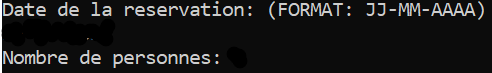 Date de la reservation: (FORMAT: JJ-MM-AAAA)
Nombre de personnes: